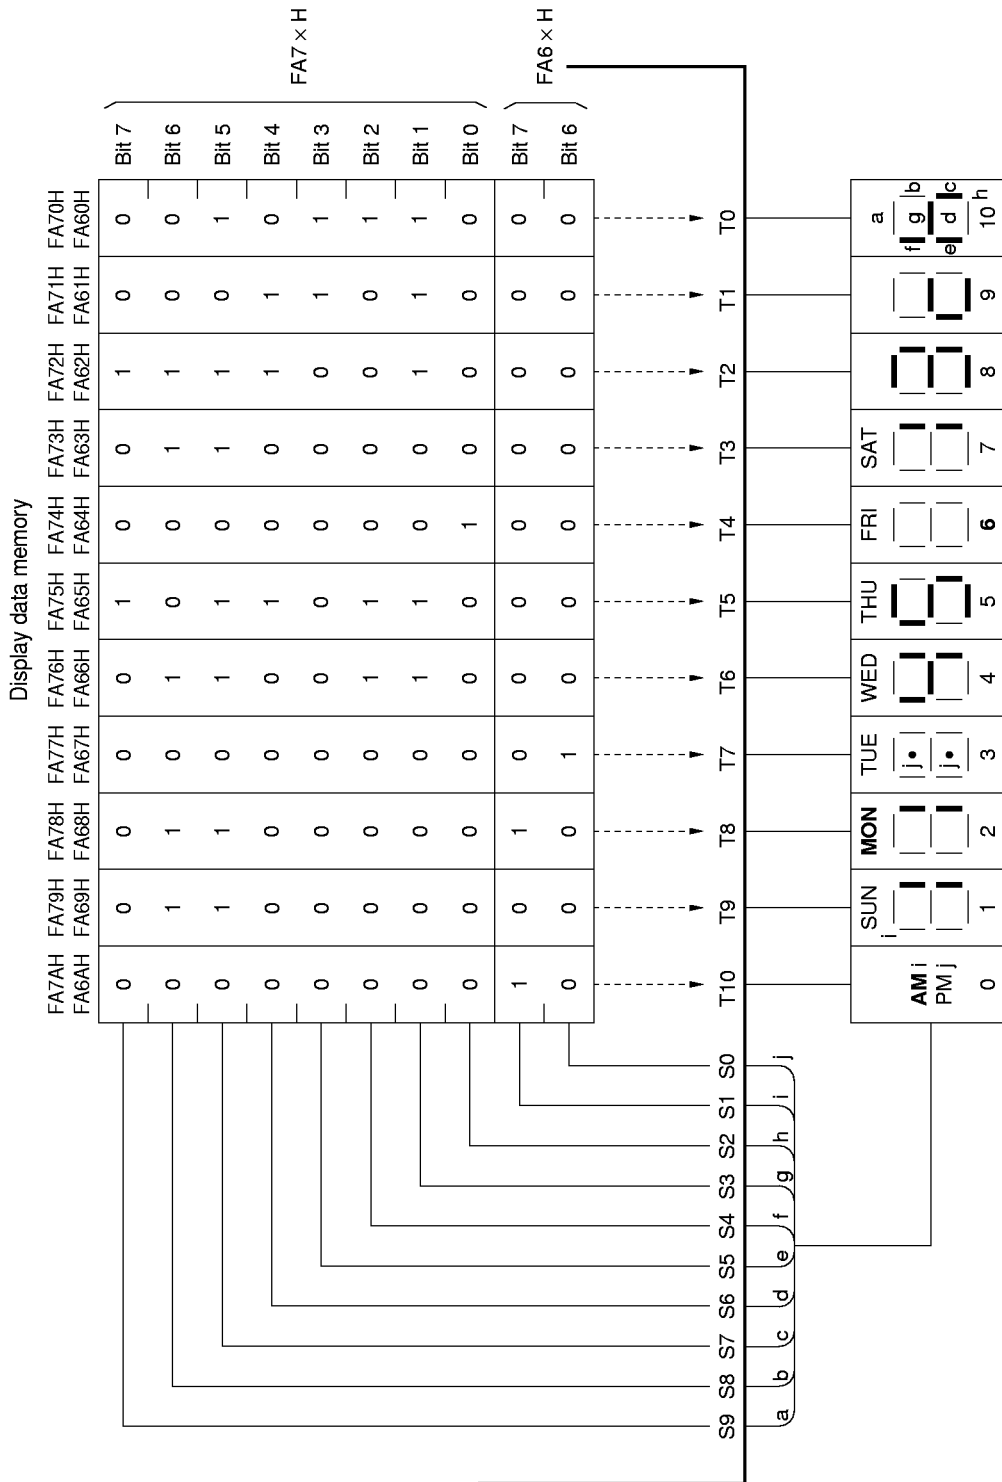 Display data memory
FA7AH FA79H FA78H FA77H FA76H FA75H FA74H FA73H FA72H FA71H FA70H
FA6AH FA69H FA68H FA67H FA66H FA65H FA64H FA63H FA62H FA61H FA60H
0 0 0 0 0 1 0 0 1 0 0 Bit 7
0 1 1 0 1 0 0 1 1 0 0 Bit 6
0 1 1 0 1 1 0 1 1 0 1 Bit 5
0 0 0 0 0 1 0 0 1 1 0 Bit 4
0 0 0 0 0 0 0 0 0 1 1 Bit 3
0 0 0 0 1 1 0 0 0 0 1 Bit 2
0 0 0 0 1 1 0 0 1 1 1 Bit 1
0 0 0 0 0 0 1 0 0 0 0 Bit 0
FA7 × H
1 0 1 0 0 0 0 0 0 0 0 Bit 7
0 0 0 1 0 0 0 0 0 0 0 Bit 6
FA6 × H
S9 S8 S7 S6 S5 S4 S3 S2 S1 S0 T10 T9 T8 T7 T6 T5 T4 T3 T2 T1 T0
a b c d e f g h i j
AM i
PM j
i
SUN MON TUE WED THU FRI SAT
j
j
a
f g b
e d c
h
0 1 2 3 4 5 6 7 8 9 10